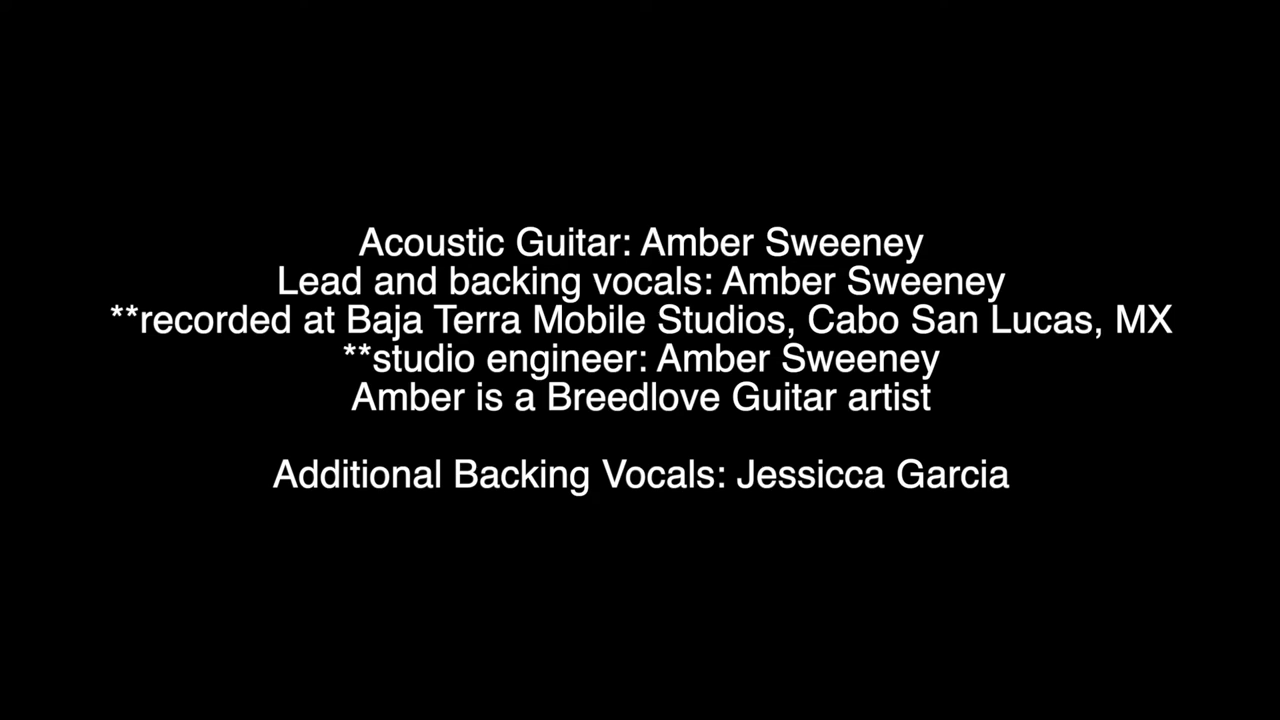 Acoustic Guitar: Amber Sweeney
Lead and backing vocals: Amber Sweeney
**recorded at Baja Terra Mobile Studios, Cabo San Lucas, MX
**studio engineer: Amber Sweeney
Amber is a Breedlove Guitar artist
Additional Backing Vocals: Jessicca Garcia